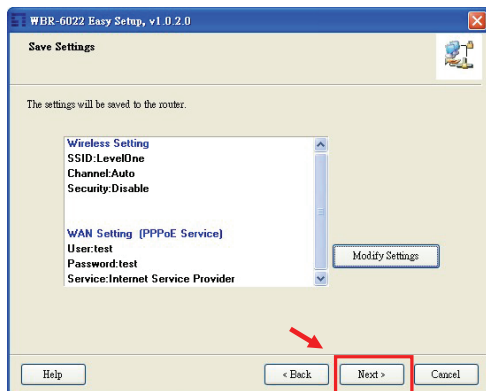 WBR-6022 Easy Setup, v1.0.2.0
Save Settings
The settings will be saved to the router.
Wireless Setting
SSID:LevelOne
Channel:Auto
Security:Disable
WAN Setting (PPPoE Service)
User:test
Password:test
Service:Internet Service Provider
Modify Settings
Help
< Back
Next >
Cancel